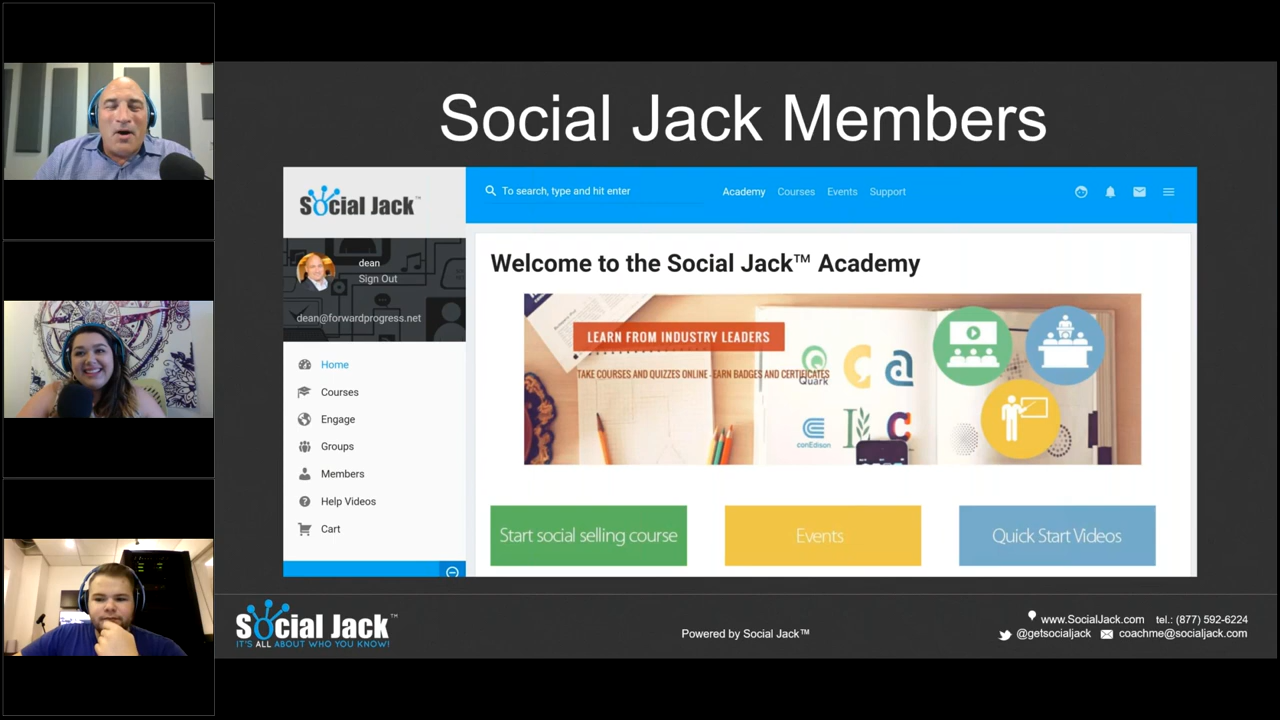 Social Jack Members
Social Jack™
To search, type and hit enter
Academy Courses Events Support
dean
Sign Out
dean@forwardprogress.net
Home
Courses
Engage
Groups
Members
Help Videos
Cart
Welcome to the Social Jack™ Academy
LEARN FROM INDUSTRY LEADERS
TAKE COURSES AND QUIZZES ONLINE - EARN BADGES AND CERTIFICATES
Quark
conEdison
Start social selling course
Events
Quick Start Videos
Social Jack™
IT'S ALL ABOUT WHO YOU KNOW!
Powered by Social Jack™
www.SocialJack.com tel.: (877) 592-6224
@getsocialjack coachme@socialjack.com